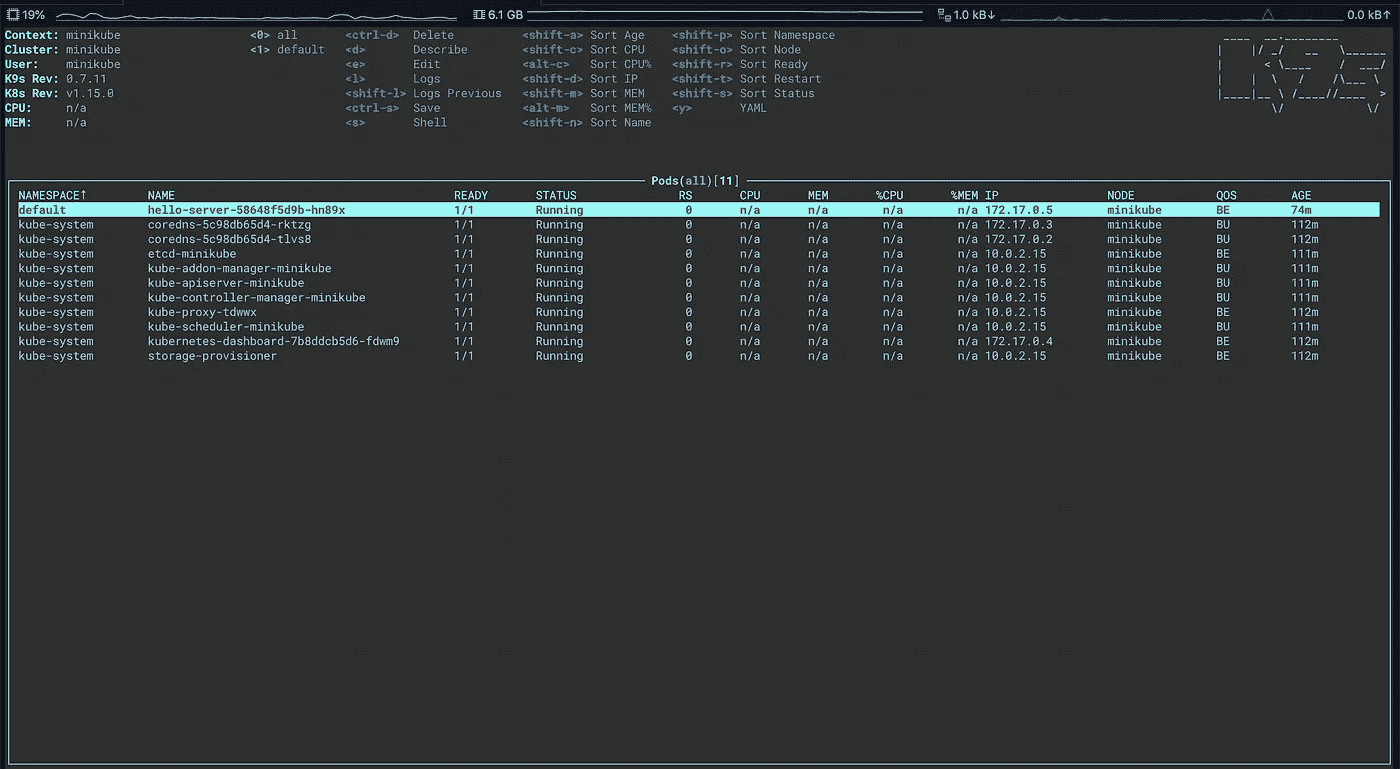 19% 6.1 GB 1.0 kB↓ 0.0 kB↑
Context: minikube <0> all <ctrl-d> Delete <shift-a> Sort Age <shift-p> Sort Namespace
Cluster: minikube <1> default <d> Describe <shift-c> Sort CPU <shift-o> Sort Node
User: minikube <e> Edit <alt-c> Sort CPU% <shift-r> Sort Ready
K9s Rev: 0.7.11 <l> Logs <shift-d> Sort IP <shift-t> Sort Restart
K8s Rev: v1.15.0 <shift-l> Logs Previous <shift-m> Sort MEM <shift-s> Sort Status
CPU: n/a <ctrl-s> Save <alt-m> Sort MEM% <y> YAML
MEM: n/a <s> Shell <shift-n> Sort Name
Pods(all)[11]
NAMESPACE↑ NAME READY STATUS RS CPU MEM %CPU %MEM IP NODE QOS AGE
default hello-server-58648f5d9b-hn89x 1/1 Running 0 n/a n/a n/a n/a 172.17.0.5 minikube BE 74m
kube-system coredns-5c98db65d4-rktzg 1/1 Running 0 n/a n/a n/a n/a 172.17.0.3 minikube BU 112m
kube-system coredns-5c98db65d4-tlvs8 1/1 Running 0 n/a n/a n/a n/a 172.17.0.2 minikube BU 112m
kube-system etcd-minikube 1/1 Running 0 n/a n/a n/a n/a 10.0.2.15 minikube BE 111m
kube-system kube-addon-manager-minikube 1/1 Running 0 n/a n/a n/a n/a 10.0.2.15 minikube BU 111m
kube-system kube-apiserver-minikube 1/1 Running 0 n/a n/a n/a n/a 10.0.2.15 minikube BU 111m
kube-system kube-controller-manager-minikube 1/1 Running 0 n/a n/a n/a n/a 10.0.2.15 minikube BU 111m
kube-system kube-proxy-tdwwx 1/1 Running 0 n/a n/a n/a n/a 10.0.2.15 minikube BE 112m
kube-system kube-scheduler-minikube 1/1 Running 0 n/a n/a n/a n/a 10.0.2.15 minikube BU 111m
kube-system kubernetes-dashboard-7b8ddcb5d6-fdwm9 1/1 Running 0 n/a n/a n/a n/a 172.17.0.4 minikube BE 112m
kube-system storage-provisioner 1/1 Running 0 n/a n/a n/a n/a 10.0.2.15 minikube BE 112m